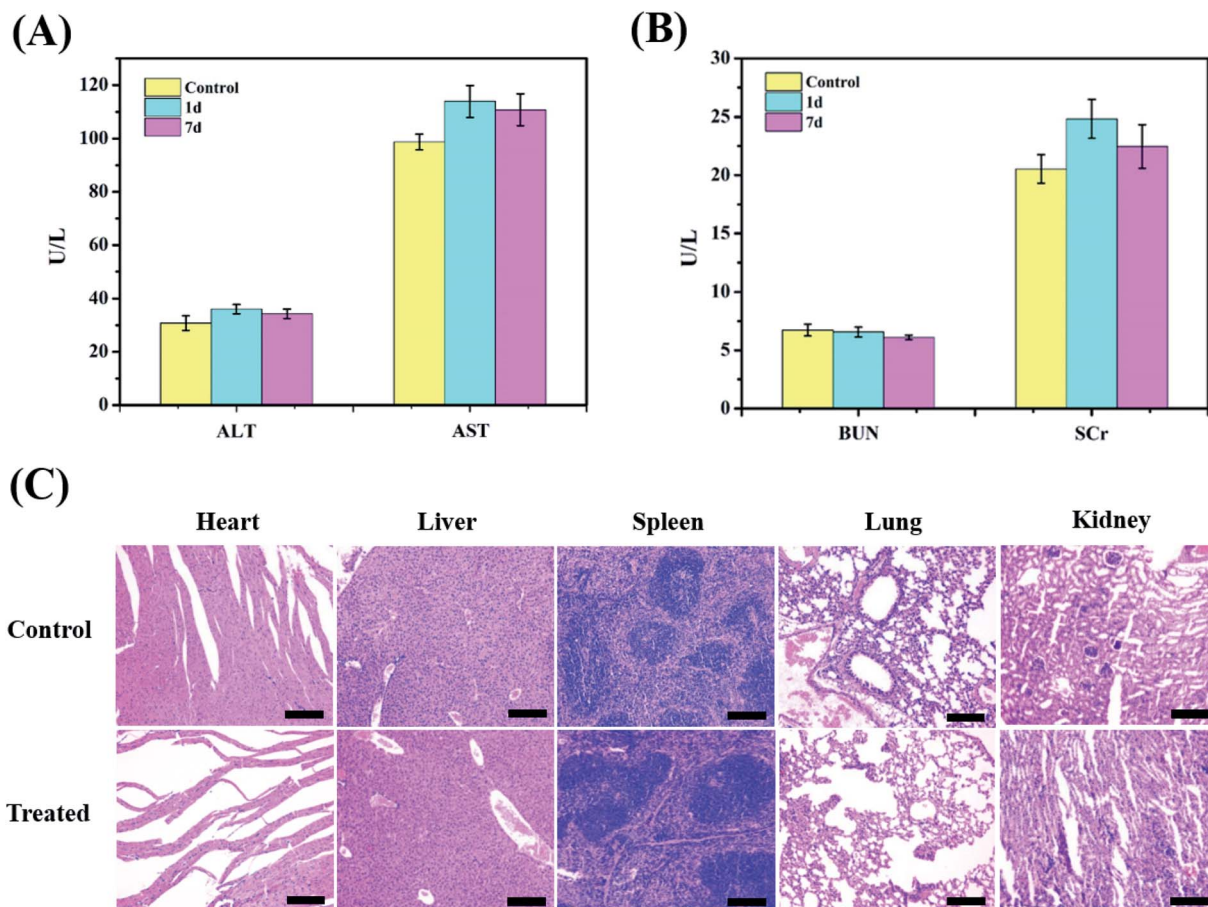 (A)
U/L
120
100
80
60
40
20
0
Control
1d
7d
ALT AST
(B)
U/L
30
25
20
15
10
5
0
Control
1d
7d
BUN SCr
(C)
Heart Liver Spleen Lung Kidney
Control
Treated